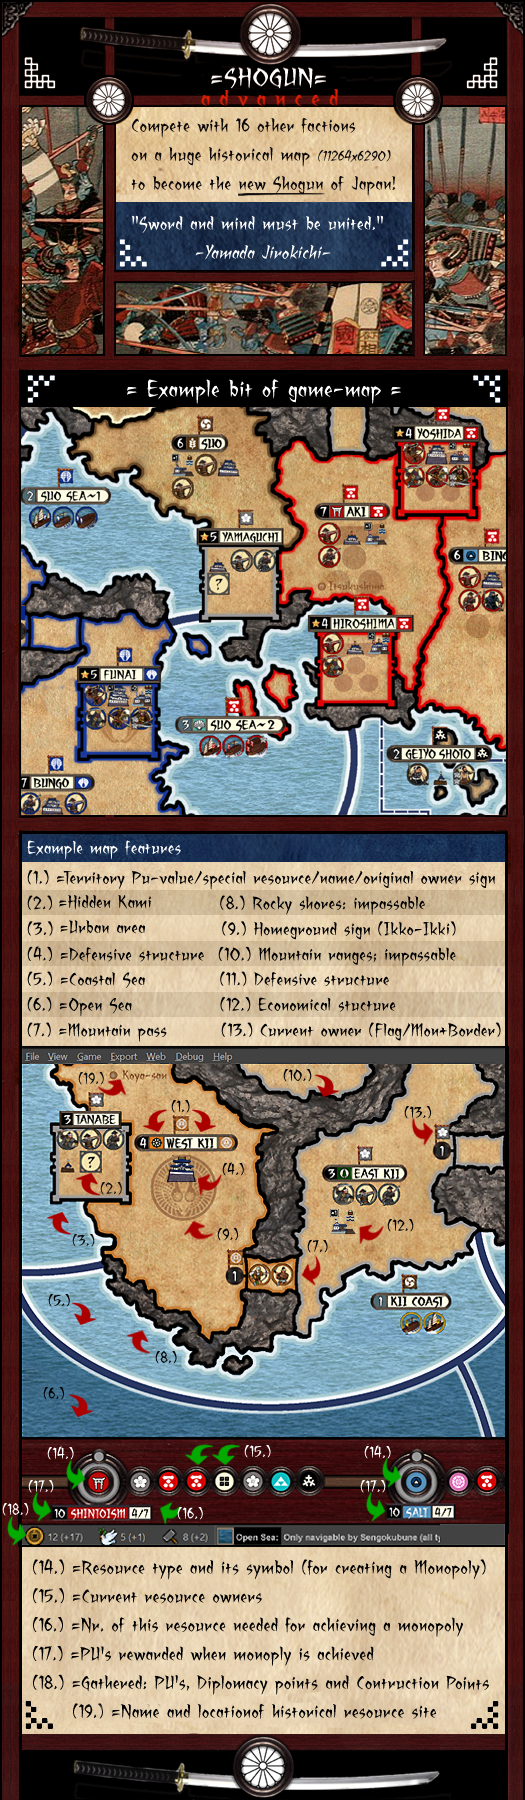 =SHOGUN=
advanced
Compete with 16 other factions
on a huge historical map (11264x6290)
to become the new Shogun of Japan!
"Sword and mind must be united."
-Yamada Jirokichi-
= Example bit of game-map =
4 YOSHIDA
6 SUO
2 SUO SEA~1
7 AKI
5 YAMAGUCHI
6 BING
?
Itsukushima
4 HIROSHIMA
5 FUNAI
3 SUO SEA~2
2 GEIYO SHOTO
7 BUNGO
Example map features
(1.) =Territory Pu-value/special resource/name/original owner sign
(2.) =Hidden Kami (8.) Rocky shores: impassable
(3.) =Urban area (9.) Homeground sign (Ikko-Ikki)
(4.) =Defensive structure (10.) Mountain ranges; impassable
(5.) =Coastal Sea (11.) Defensive structure
(6.) =Open Sea (12.) Economical stucture
(7.) =Mountain pass (13.) Current owner (Flag/Mon+Border)
File View Game Export Web Debug Help
(19.) Koya-san (10.)
(1.) (13.)
3 TANABE
4 WEST KII
1
? (2.) (4.) 3 EAST KII
(3.) (9.) (12.)
(7.)
1
(5.) 1 KII COAST
(8.)
(6.)
(14.) (15.) (14.)
(17.) (17.)
(18.) 10 SHINTOISM 4/7 (16.) 10 SALT 4/7
12 (+17) 5 (+1) 8 (+2) Open Sea: Only navigable by Sengokubune (all ty
(14.) =Resource type and its symbol (for creating a Monopoly)
(15.) =Current resource owners
(16.) =Nr. of this resource needed for achieving a monopoly
(17.) =PU's rewarded when monoply is achieved
(18.) =Gathered: PU's, Diplomacy points and Contruction Points
(19.) =Name and locationof historical resource site